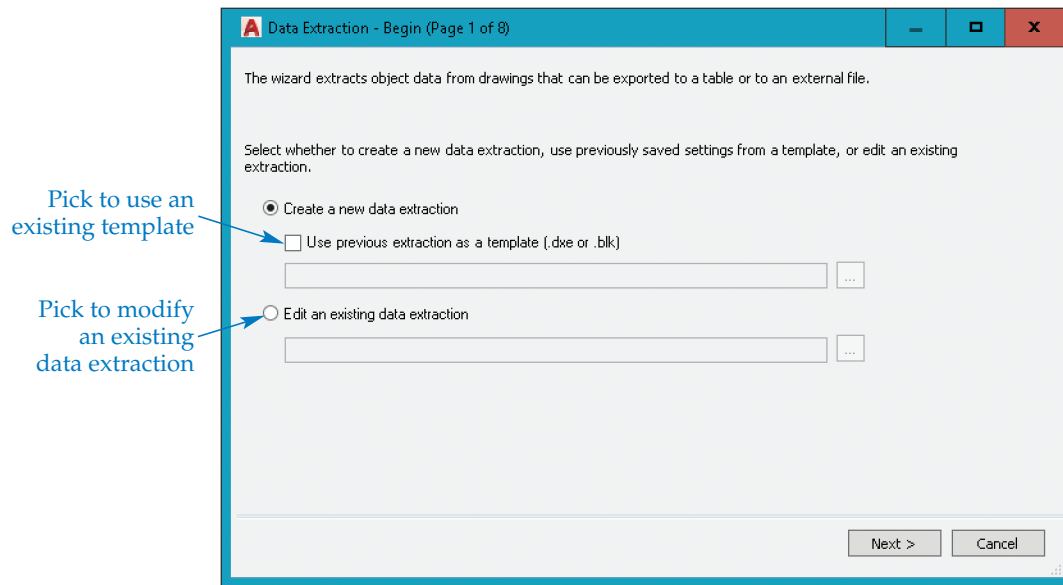 Data Extraction - Begin (Page 1 of 8)
The wizard extracts object data from drawings that can be exported to a table or to an external file.
Select whether to create a new data extraction, use previously saved settings from a template, or edit an existing
extraction.
Pick to use an
existing template
Create a new data extraction
Use previous extraction as a template (.dxe or .blk)
...
Pick to modify
an existing
data extraction
Edit an existing data extraction
...
Next >
Cancel